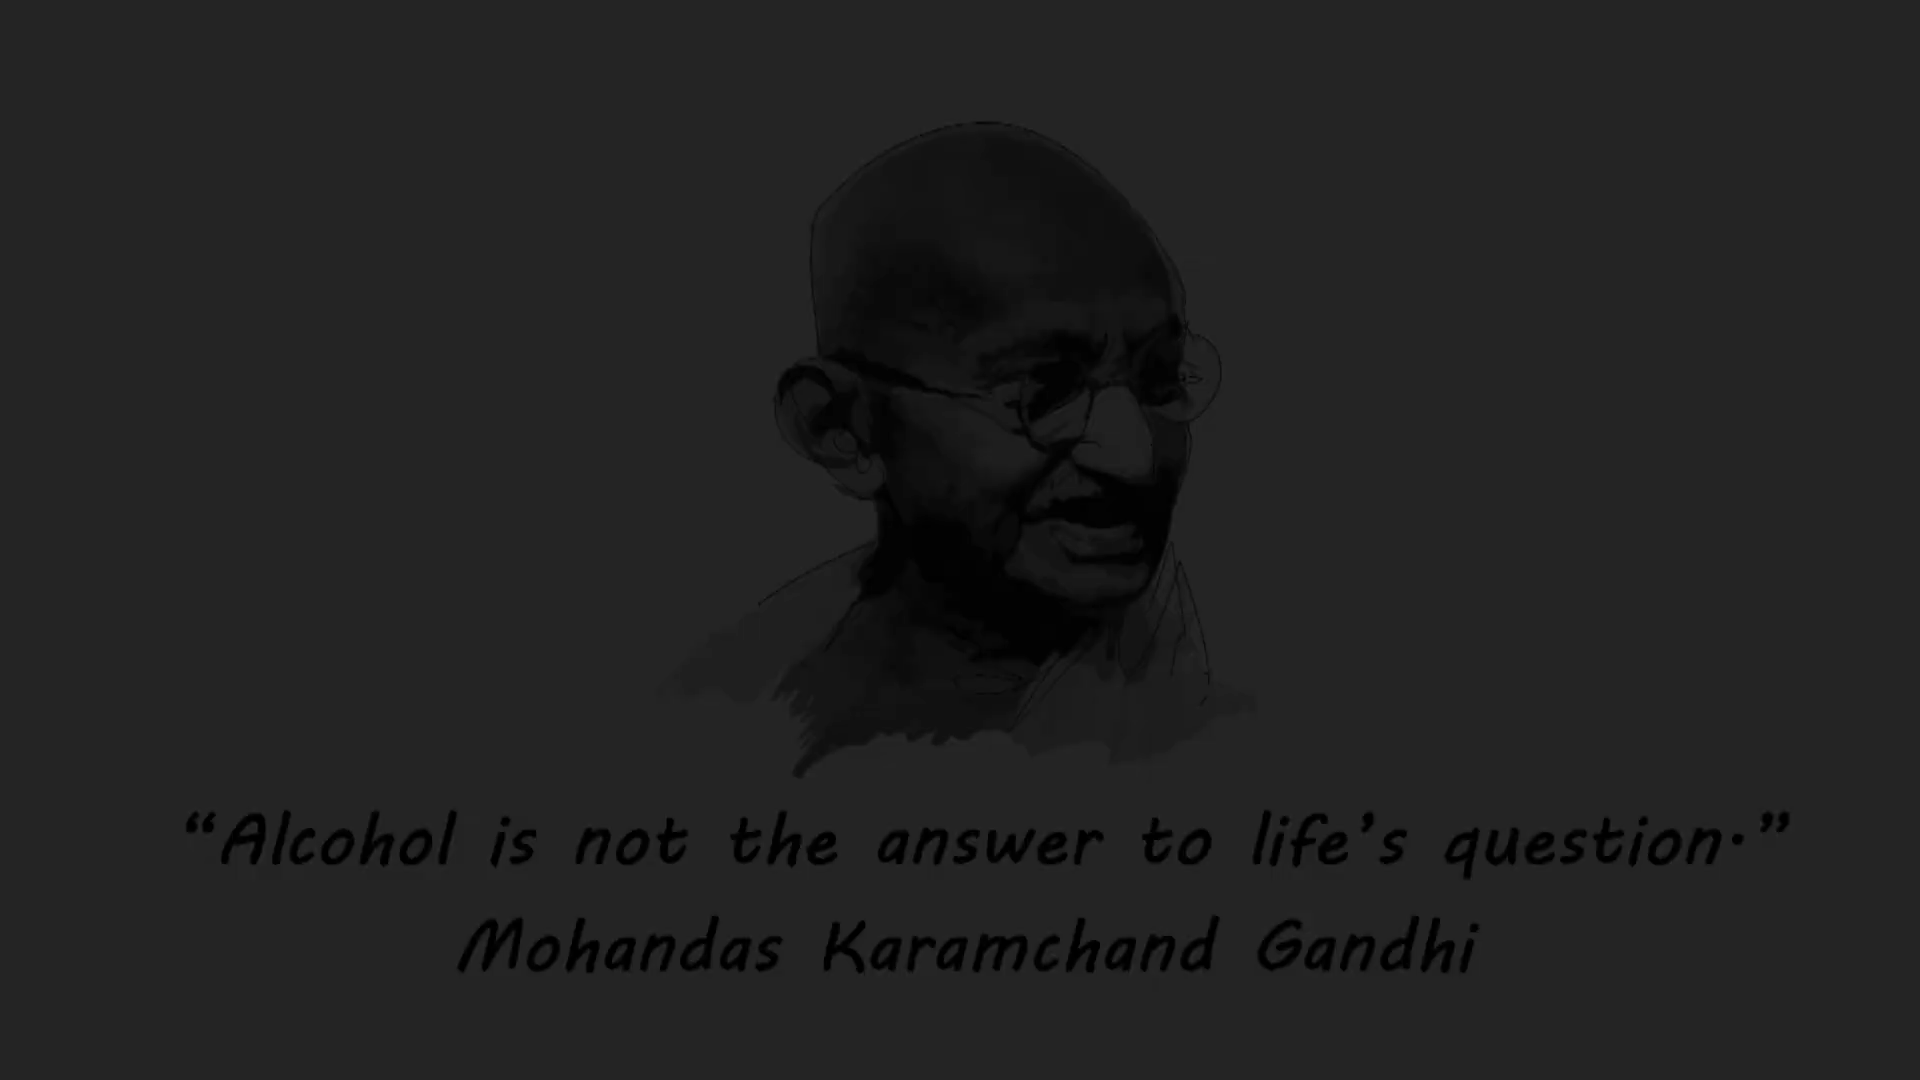 “Alcohol is not the answer to life’s question.”
Mohandas Karamchand Gandhi